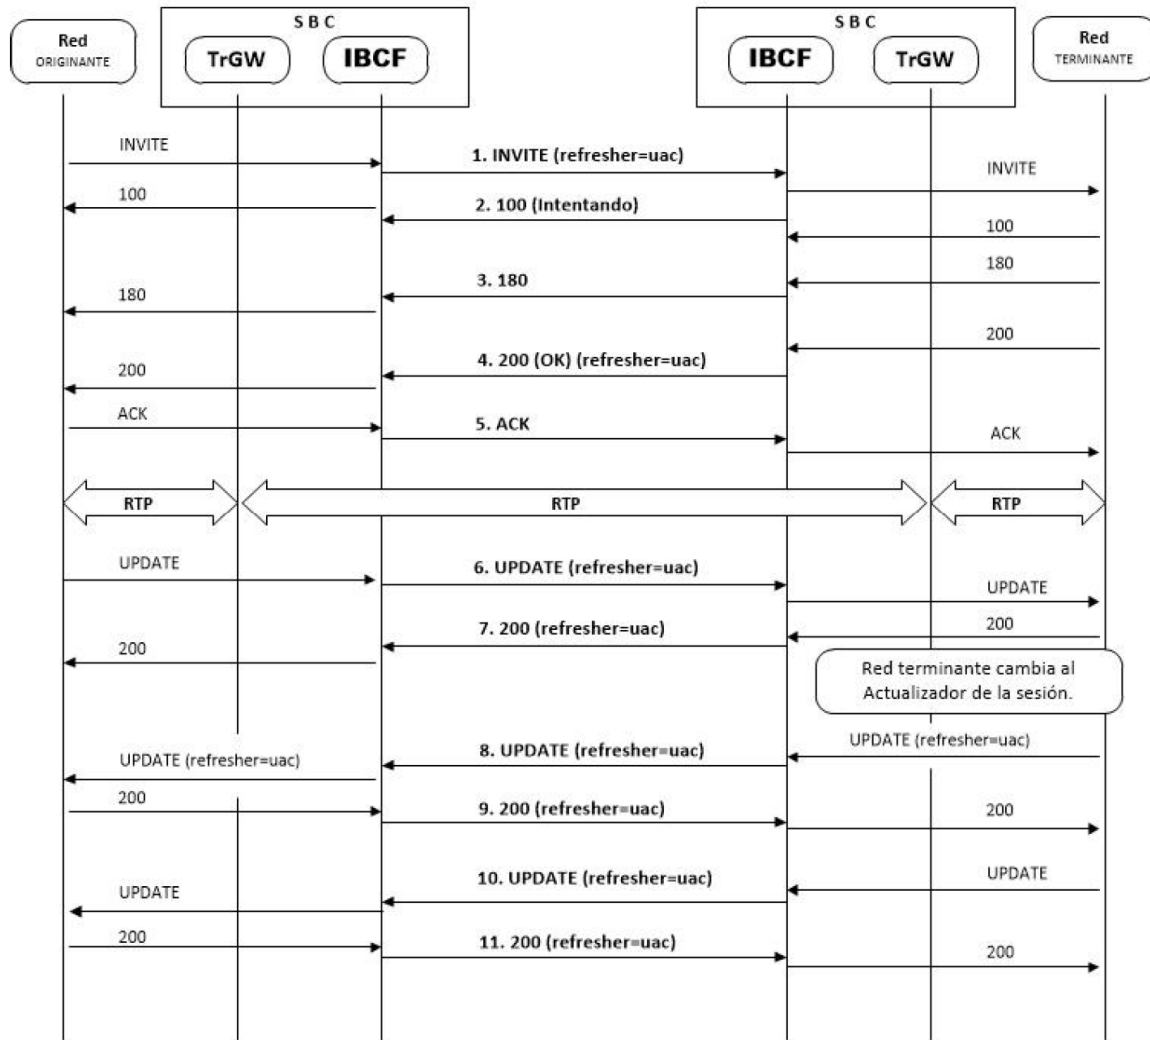 S B C
S B C
Red
ORIGINANTE
TrGW
IBCF
IBCF
TrGW
Red
TERMINANTE
INVITE
1. INVITE (refresher=uac)
INVITE
100
2. 100 (Intentando)
100
180
3. 180
180
200
4. 200 (OK) (refresher=uac)
200
ACK
5. ACK
ACK
RTP
RTP
RTP
UPDATE
6. UPDATE (refresher=uac)
UPDATE
7. 200 (refresher=uac)
200
200
Red terminante cambia al
Actualizador de la sesión.
UPDATE (refresher=uac)
8. UPDATE (refresher=uac)
UPDATE (refresher=uac)
200
9. 200 (refresher=uac)
200
10. UPDATE (refresher=uac)
UPDATE
UPDATE
200
11. 200 (refresher=uac)
200